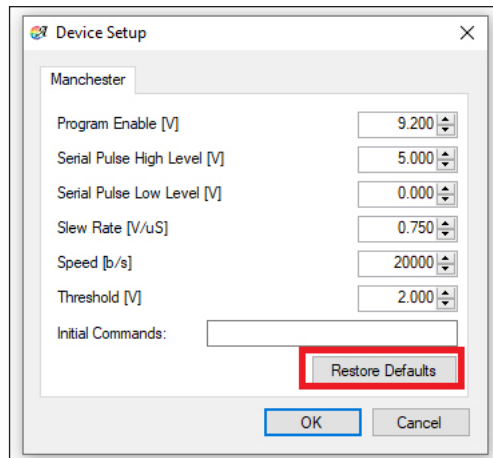 Device Setup
Manchester
Program Enable [V] 9.200
Serial Pulse High Level [V] 5.000
Serial Pulse Low Level [V] 0.000
Slew Rate [V/uS] 0.750
Speed [b/s] 20000
Threshold [V] 2.000
Initial Commands:
Restore Defaults
OK Cancel